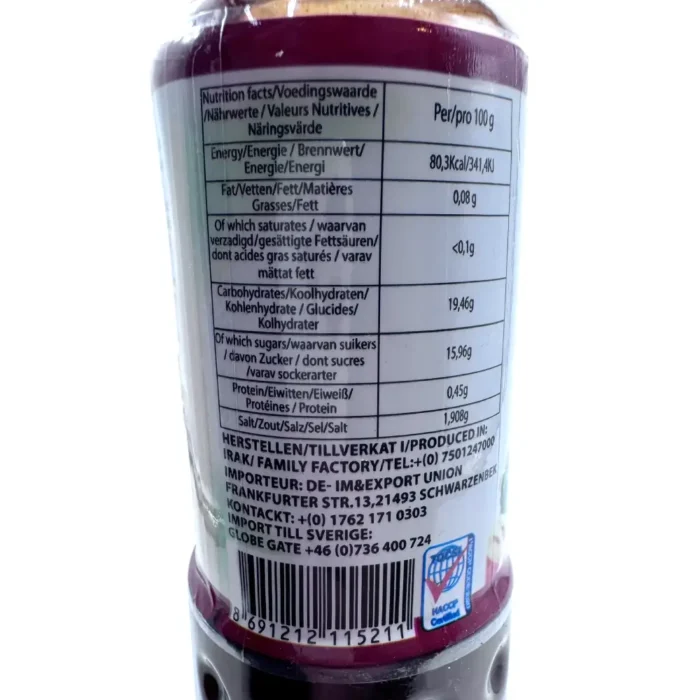 Nutrition facts/Voedingswaarde
/Nährwerte / Valeurs Nutritives /
Näringsvärde
Per/pro 100 g
Energy/Energie / Brennwert/
Energie/Energi
80,3Kcal/341,4KJ
Fat/Vetten/Fett/Matières
Grasses/Fett
0,08 g
Of which saturates / waarvan
verzadigd/gesättigte Fettsäuren/
dont acides gras saturés / varav
mättat fett
<0,1g
Carbohydrates/Koolhydraten/
Kohlenhydrate / Glucides/
Kolhydrater
19,46g
Of which sugars/waarvan suikers
/ davon Zucker / dont sucres
/varav sockerarter
15,96g
Protein/Eiwitten/Eiweiß/
Protéines / Protein
0,45g
Salt/Zout/Salz/Sel/Salt
1,908g
HERSTELLEN/TILLVERKAT I/PRODUCED IN:
IRAK/ FAMILY FACTORY/TEL:+(0) 7501247000
IMPORTEUR: DE- IM&EXPORT UNION
FRANKFURTER STR.13,21493 SCHWARZENBEK
KONTACKT: +(0) 1762 171 0303
IMPORT TILL SVERIGE:
GLOBE GATE +46 (0)736 400 724
HACCP
Certified
8 691212 115211